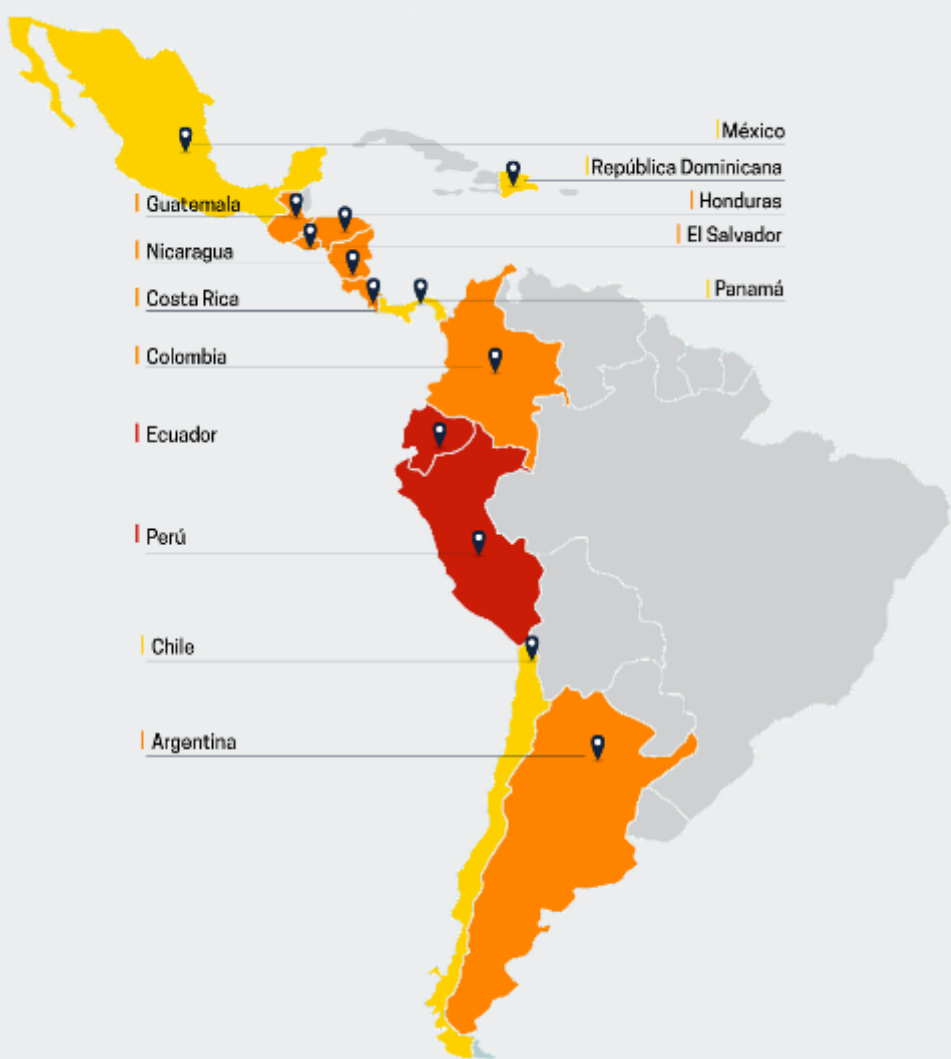 México
República Dominicana
Guatemala
Honduras
El Salvador
Nicaragua
Panamá
Costa Rica
Colombia
Ecuador
Perú
Chile
Argentina